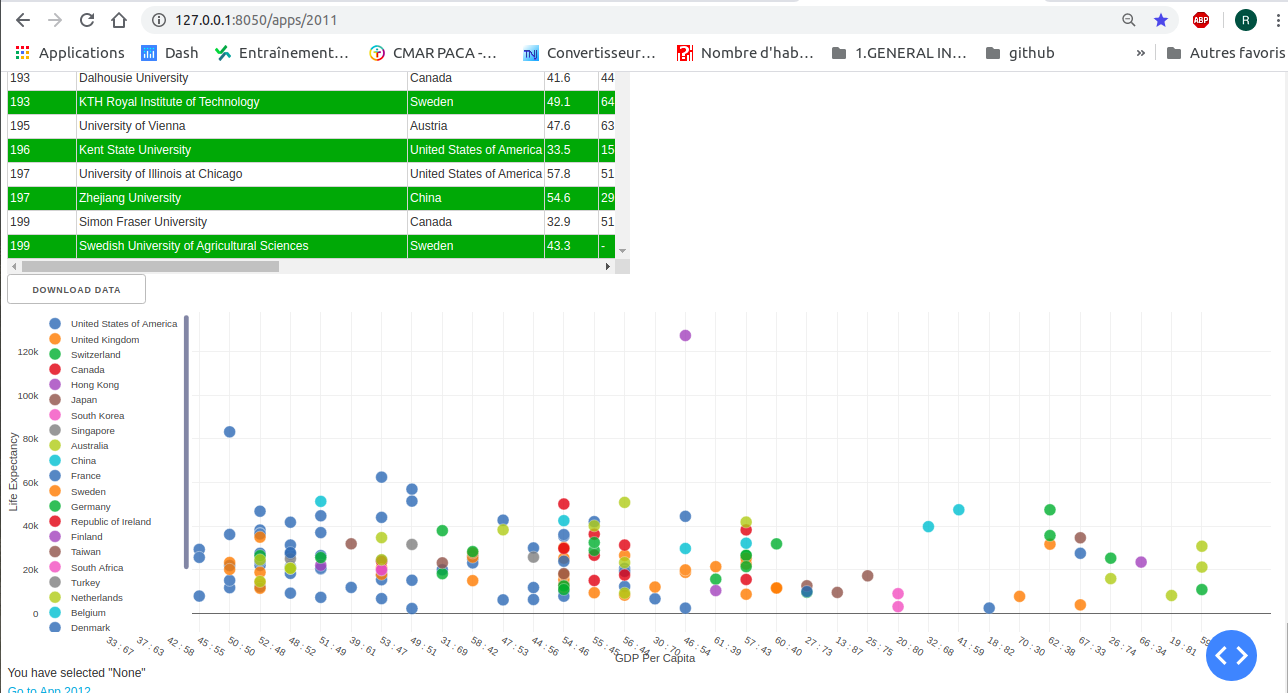 127.0.0.1:8050/apps/2011
ABP
R
Applications
Dash
Entraînement…
CMAR PACA -…
TNJ
Convertisseur…
Nombre d'hab…
1.GENERAL IN…
github
»
Autres favoris
193 Dalhousie University Canada 41.6 44
193 KTH Royal Institute of Technology Sweden 49.1 64
195 University of Vienna Austria 47.6 63
196 Kent State University United States of America 33.5 15
197 University of Illinois at Chicago United States of America 57.8 51
197 Zhejiang University China 54.6 29
199 Simon Fraser University Canada 32.9 51
199 Swedish University of Agricultural Sciences Sweden 43.3 -
DOWNLOAD DATA
United States of America
United Kingdom
Switzerland
Canada
Hong Kong
Japan
South Korea
Singapore
Australia
China
France
Sweden
Germany
Republic of Ireland
Finland
Taiwan
South Africa
Turkey
Netherlands
Belgium
Denmark
Life Expectancy
120k
100k
80k
60k
40k
20k
0
33 : 67
37 : 63
42 : 58
45 : 55
50 : 50
52 : 48
48 : 52
51 : 49
39 : 61
53 : 47
49 : 51
31 : 69
58 : 42
47 : 53
44 : 56
54 : 46
55 : 45
56 : 44
30 : 70
46 : 54
61 : 39
57 : 43
60 : 40
27 : 73
13 : 87
25 : 75
20 : 80
32 : 68
41 : 59
18 : 82
70 : 30
62 : 38
67 : 33
26 : 74
66 : 34
19 : 81
GDP Per Capita
You have selected "None"
Go to App 2012